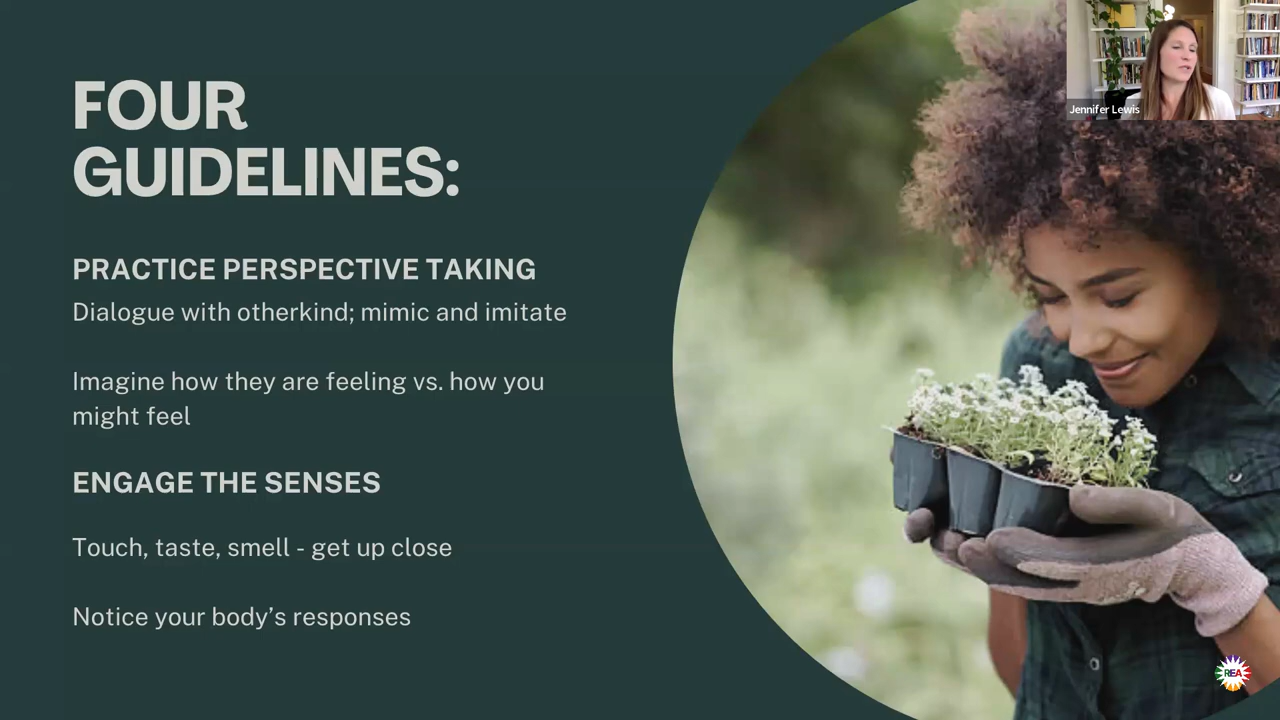 FOUR
GUIDELINES:
PRACTICE PERSPECTIVE TAKING
Dialogue with otherkind; mimic and imitate
Imagine how they are feeling vs. how you
might feel
ENGAGE THE SENSES
Touch, taste, smell - get up close
Notice your body’s responses
Jennifer Lewis
REA